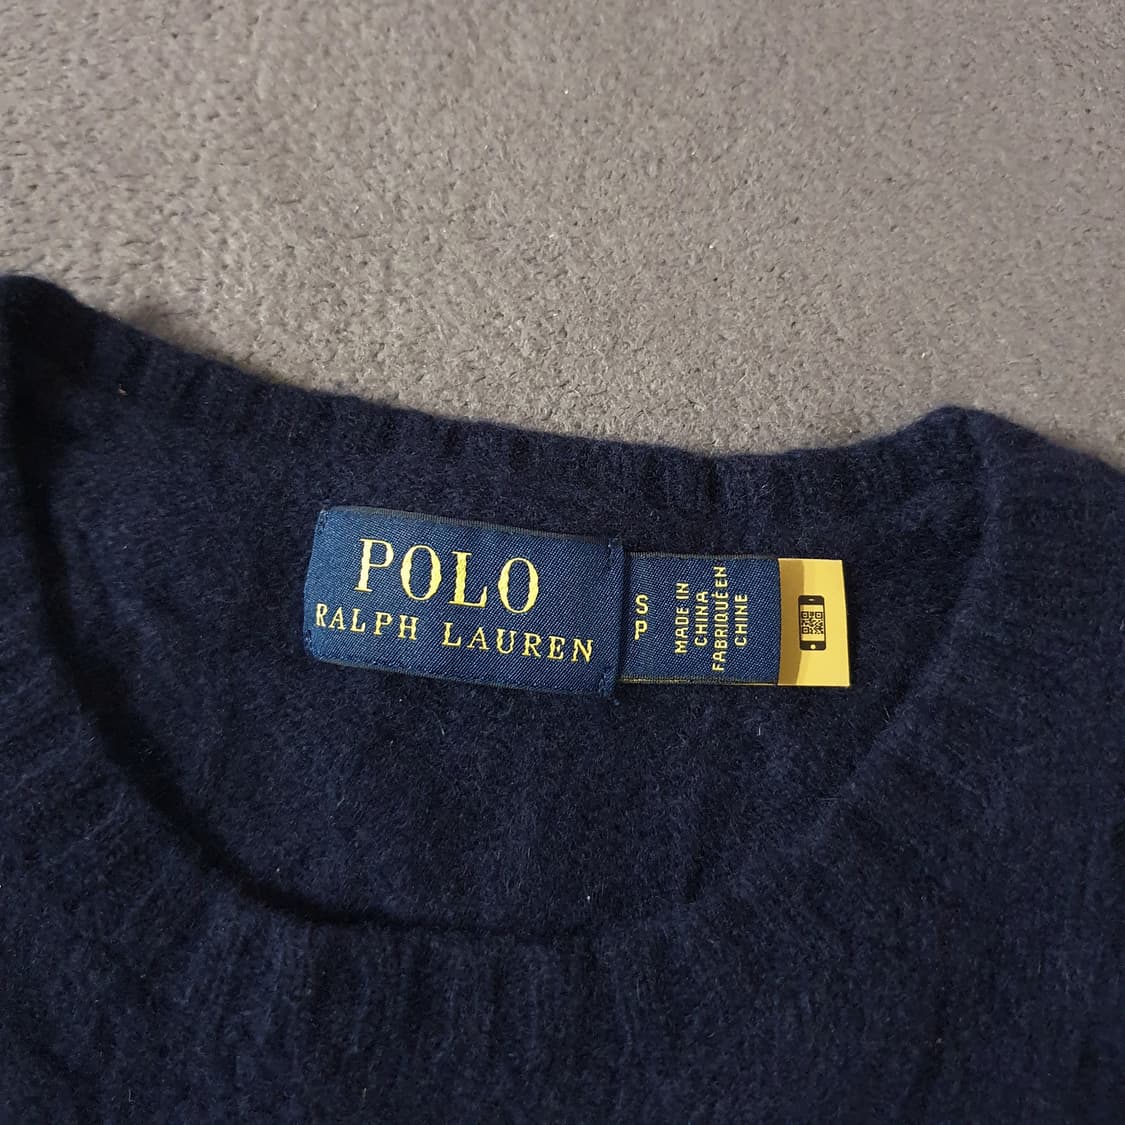 POLO
RALPH LAUREN
S
P
MADE IN
CHINA
FABRIQUÉ EN
CHINE